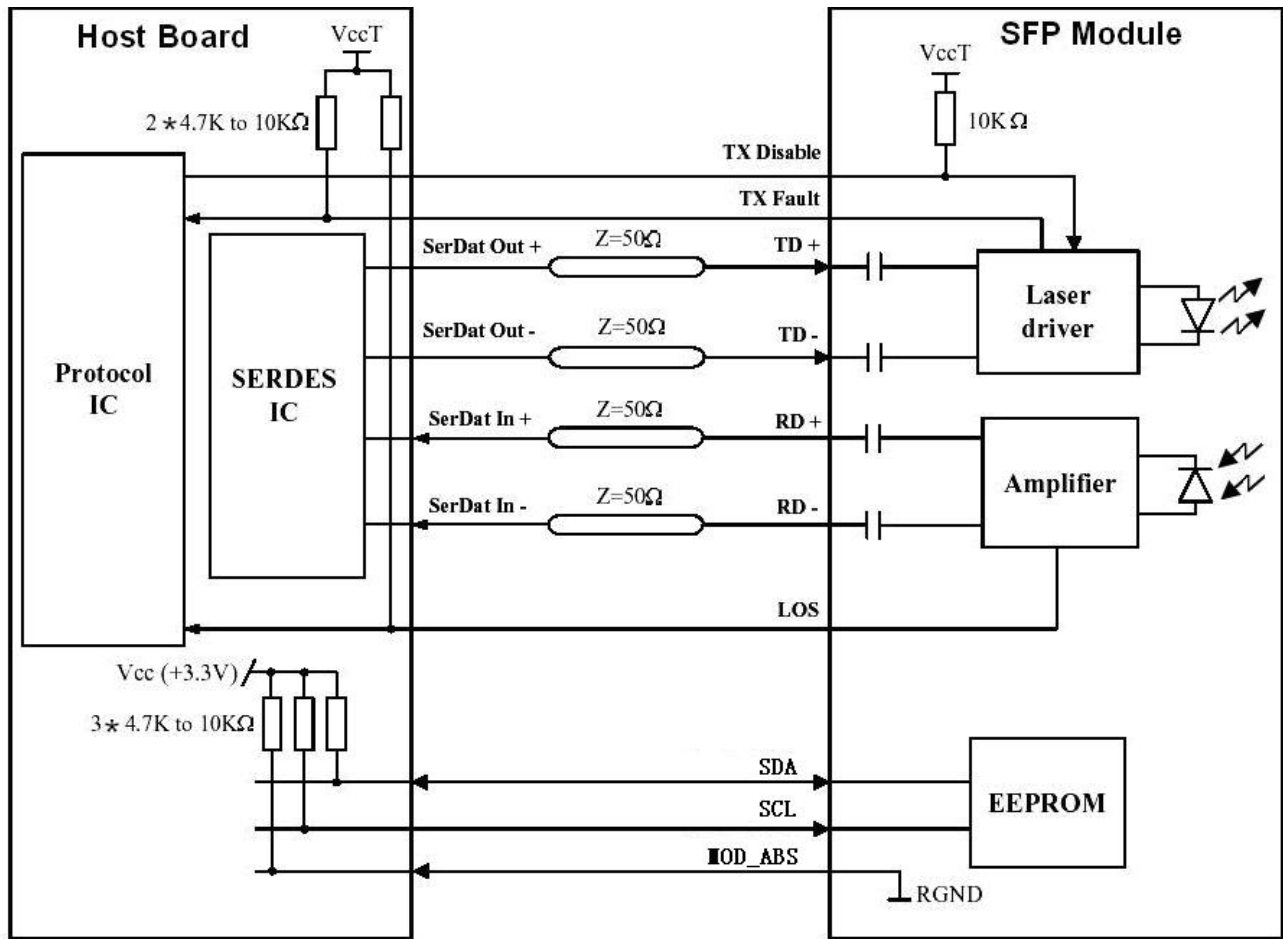 Host Board
VccT
2*4.7K to 10KΩ
Protocol
IC
SERDES
IC
Vcc (+3.3V)
3* 4.7K to 10KΩ
TX Disable
TX Fault
SerDat Out +
Z=50Ω
TD +
SerDat Out -
Z=50Ω
TD -
SerDat In +
Z=50Ω
RD +
SerDat In -
Z=50Ω
RD -
LOS
SDA
SCL
MOD_ABS
SFP Module
VccT
10KΩ
Laser
driver
Amplifier
EEPROM
RGND